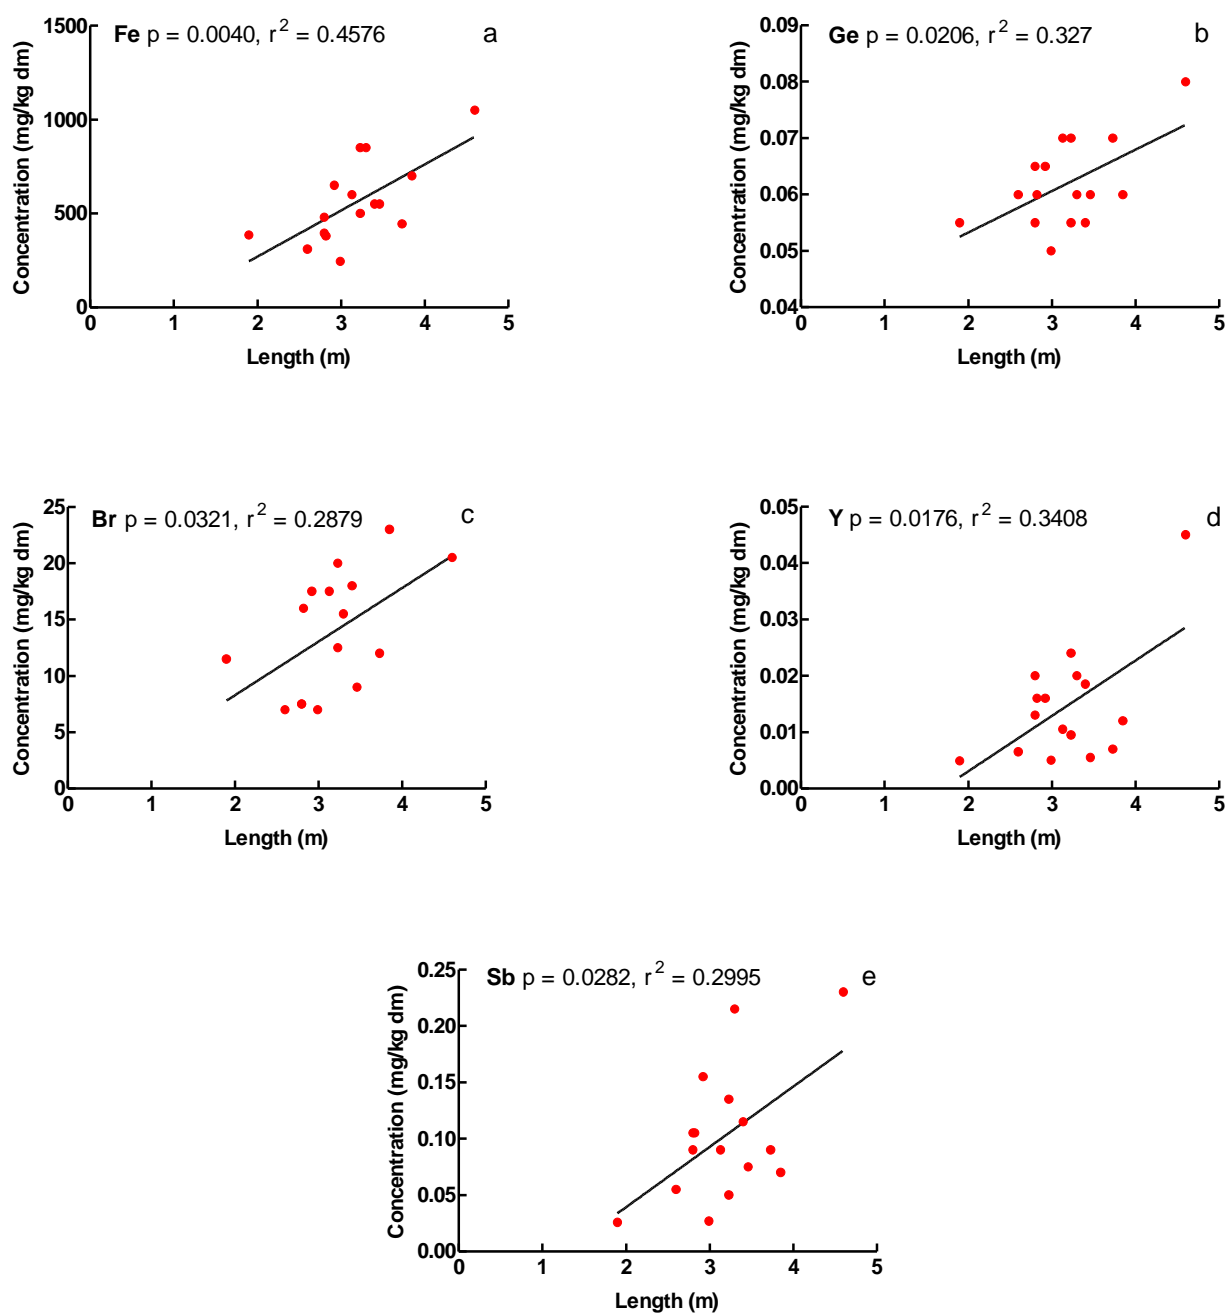 Fe p = 0.0040, r² = 0.4576
a
Concentration (mg/kg dm)
1500
1000
500
0
0 1 2 3 4 5
Length (m)
Ge p = 0.0206, r² = 0.327
b
Concentration (mg/kg dm)
0.09
0.08
0.07
0.06
0.05
0.04
0 1 2 3 4 5
Length (m)
Br p = 0.0321, r² = 0.2879
c
Concentration (mg/kg dm)
25
20
15
10
5
0
0 1 2 3 4 5
Length (m)
Y p = 0.0176, r² = 0.3408
d
Concentration (mg/kg dm)
0.05
0.04
0.03
0.02
0.01
0.00
0 1 2 3 4 5
Length (m)
Sb p = 0.0282, r² = 0.2995
e
Concentration (mg/kg dm)
0.25
0.20
0.15
0.10
0.05
0.00
0 1 2 3 4 5
Length (m)